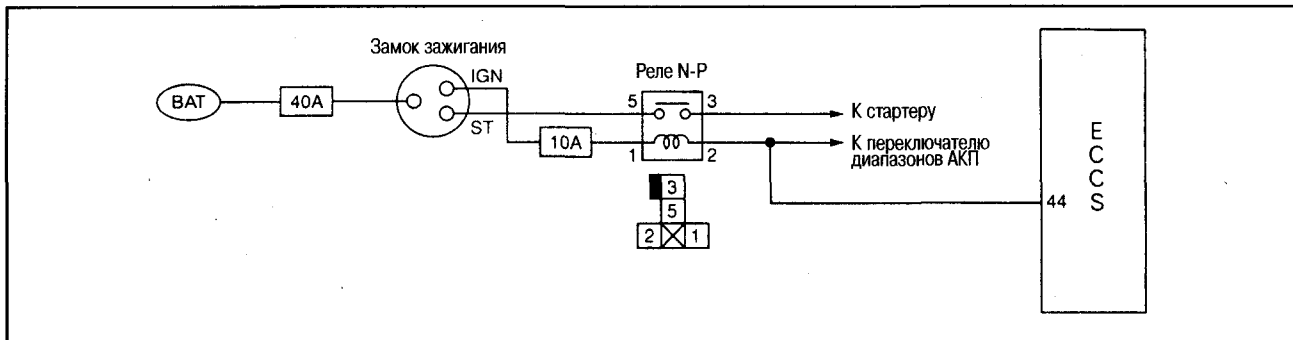 Замок зажигания
IGN
BAT
40A
ST
Реле N-P
5
3
К стартеру
10A
1
2
К переключателю
диапазонов АКП
3
5
2
1
44
E
C
C
S